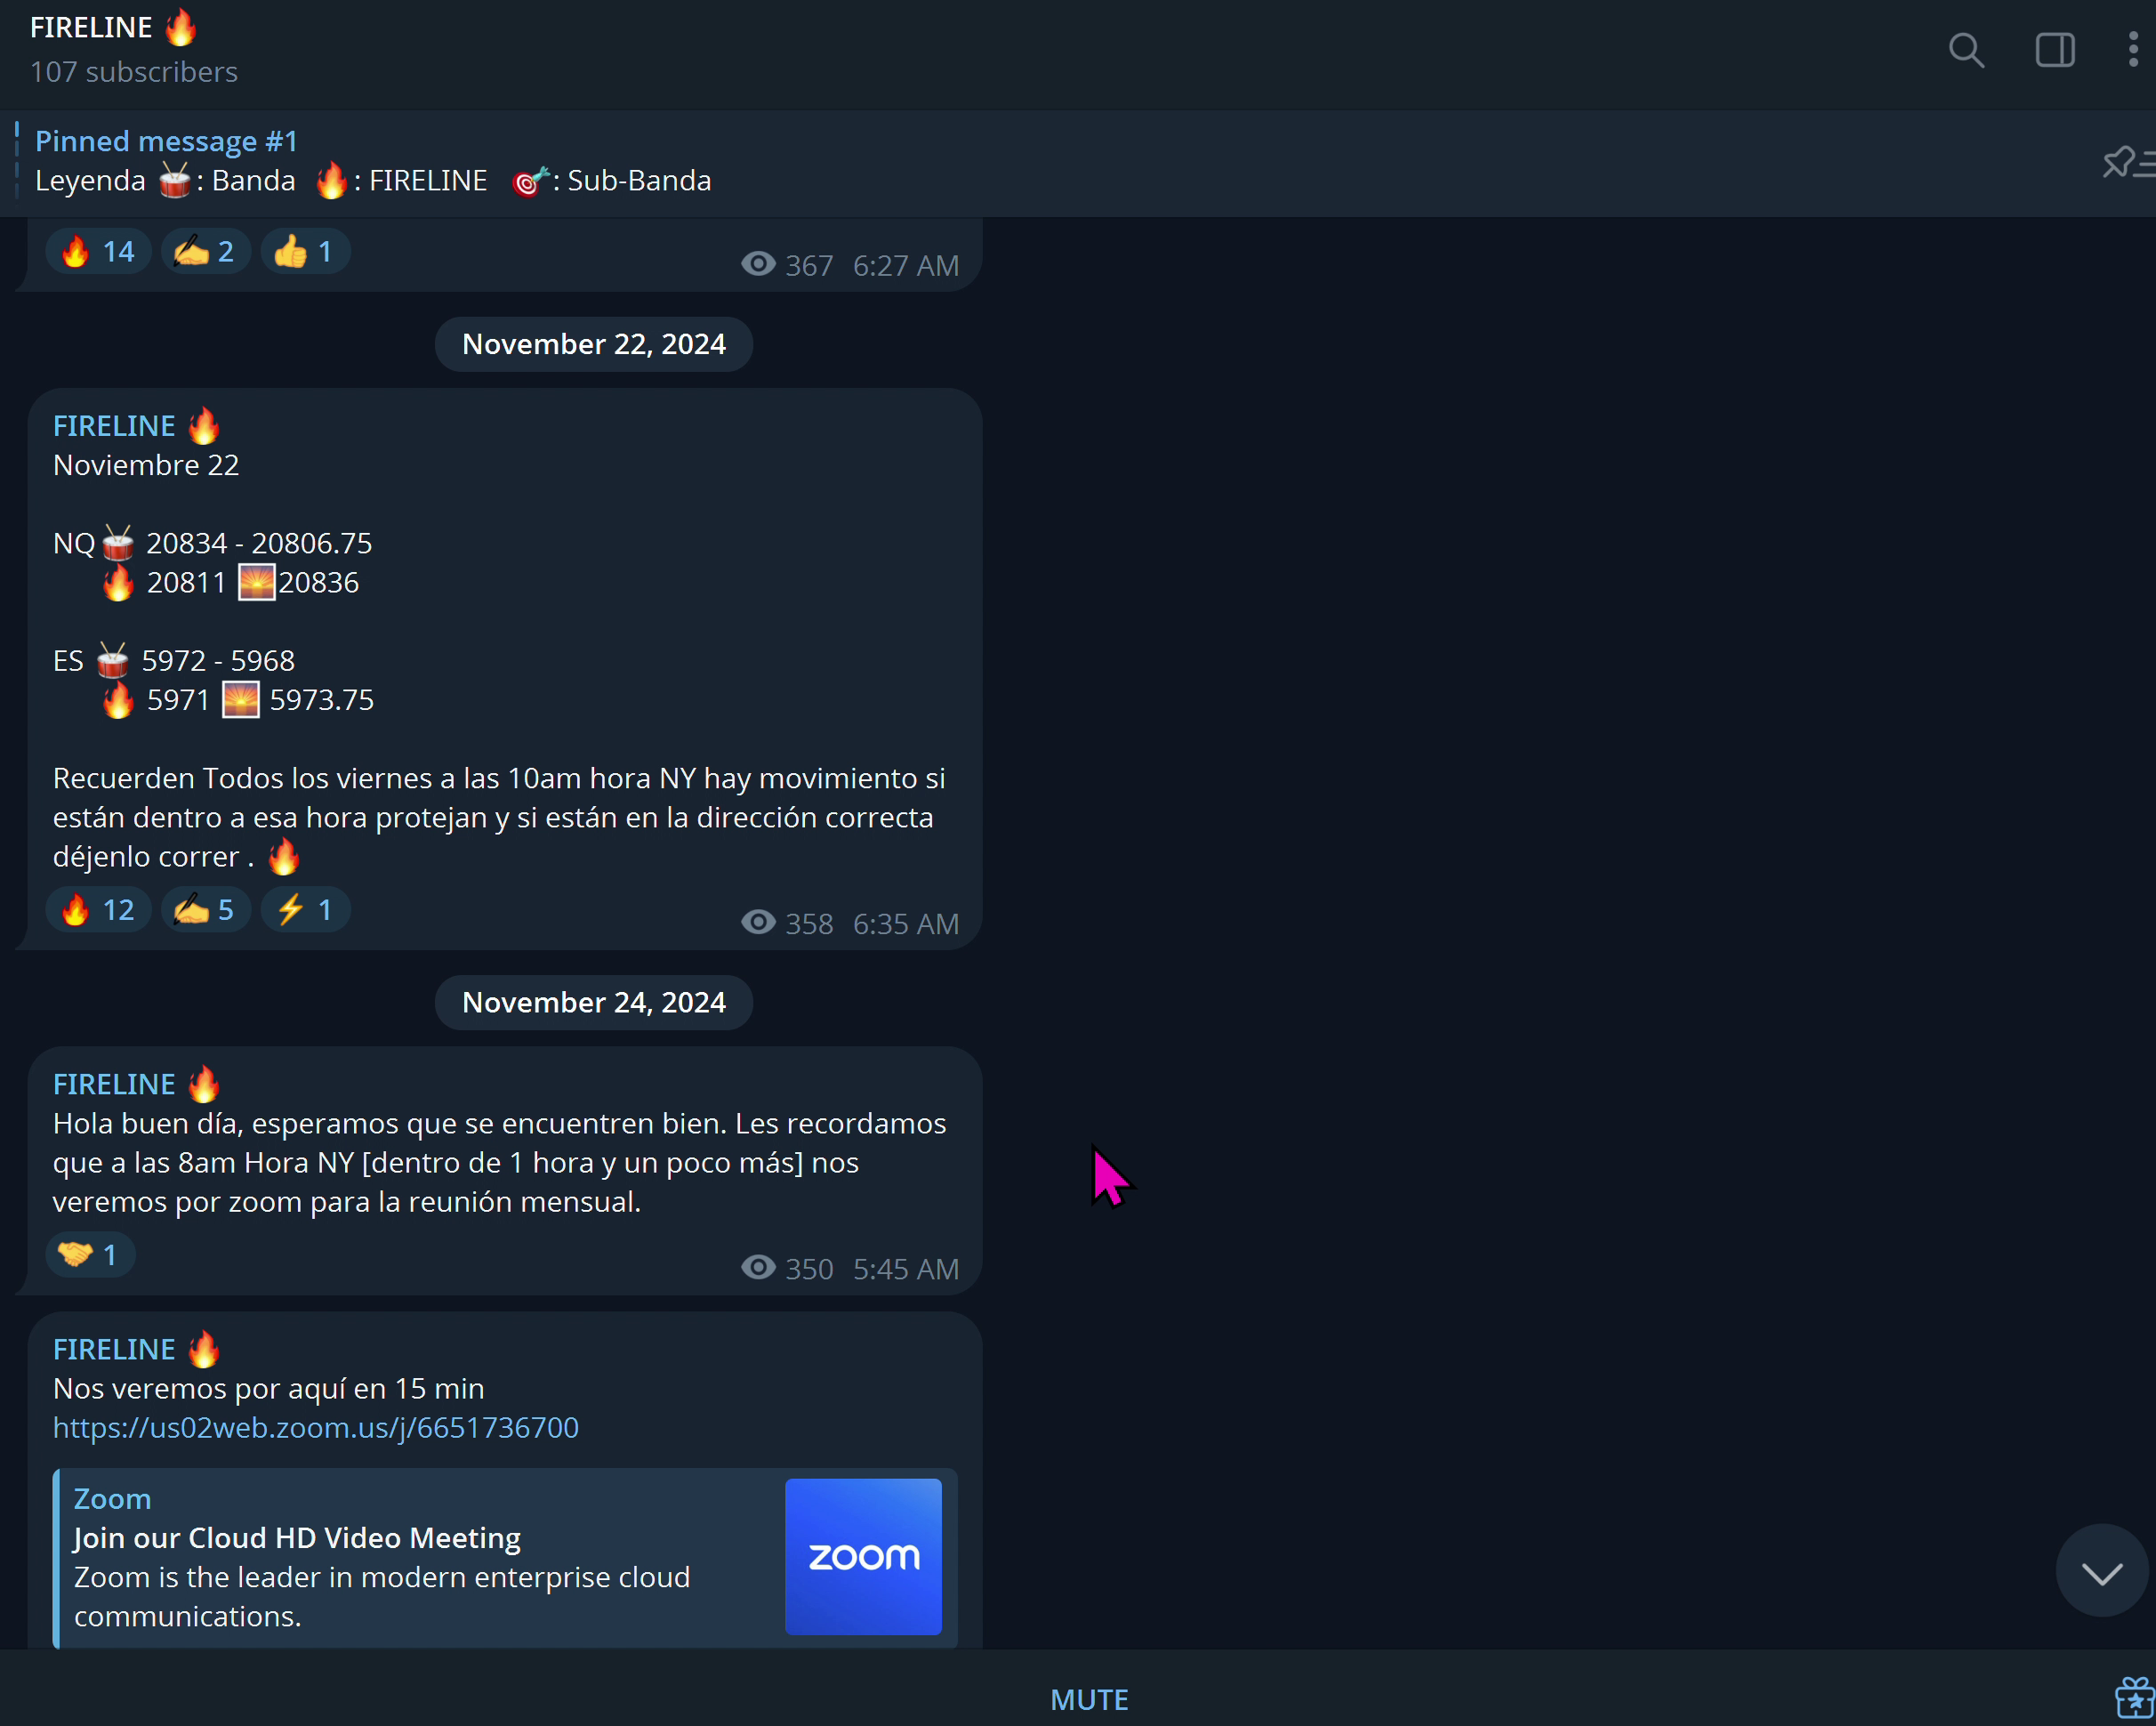 FIRELINE 🔥
107 subscribers
Pinned message #1
Leyenda 🥁: Banda 🔥: FIRELINE 🎯: Sub-Banda
🔥 14 ✍️ 2 👍 1 367 6:27 AM
November 22, 2024
FIRELINE 🔥
Noviembre 22
NQ🥁 20834 - 20806.75
🔥 20811 🌅20836
ES 🥁 5972 - 5968
🔥 5971 🌅 5973.75
Recuerden Todos los viernes a las 10am hora NY hay movimiento si
están dentro a esa hora protejan y si están en la dirección correcta
déjenlo correr . 🔥
🔥 12 ✍️ 5 ⚡ 1 358 6:35 AM
November 24, 2024
FIRELINE 🔥
Hola buen día, esperamos que se encuentren bien. Les recordamos
que a las 8am Hora NY [dentro de 1 hora y un poco más] nos
veremos por zoom para la reunión mensual.
🤝 1 350 5:45 AM
FIRELINE 🔥
Nos veremos por aquí en 15 min
https://us02web.zoom.us/j/6651736700
Zoom
Join our Cloud HD Video Meeting
Zoom is the leader in modern enterprise cloud
communications.
zoom
MUTE